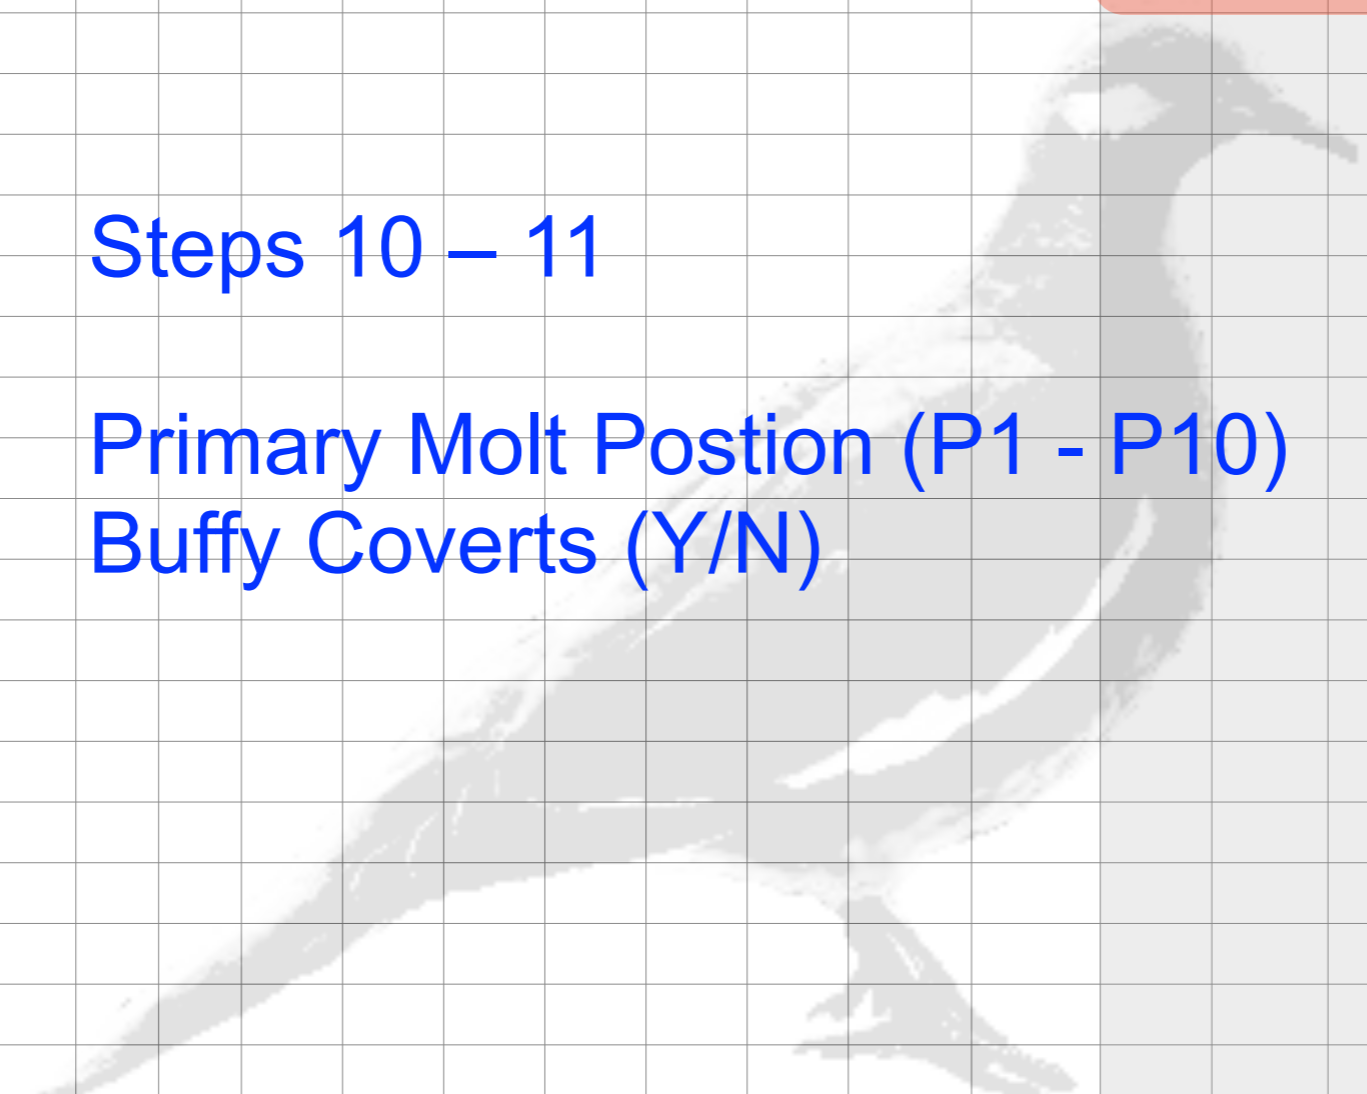 Steps 10 – 11
Primary Molt Postion (P1 - P10)
Buffy Coverts (Y/N)